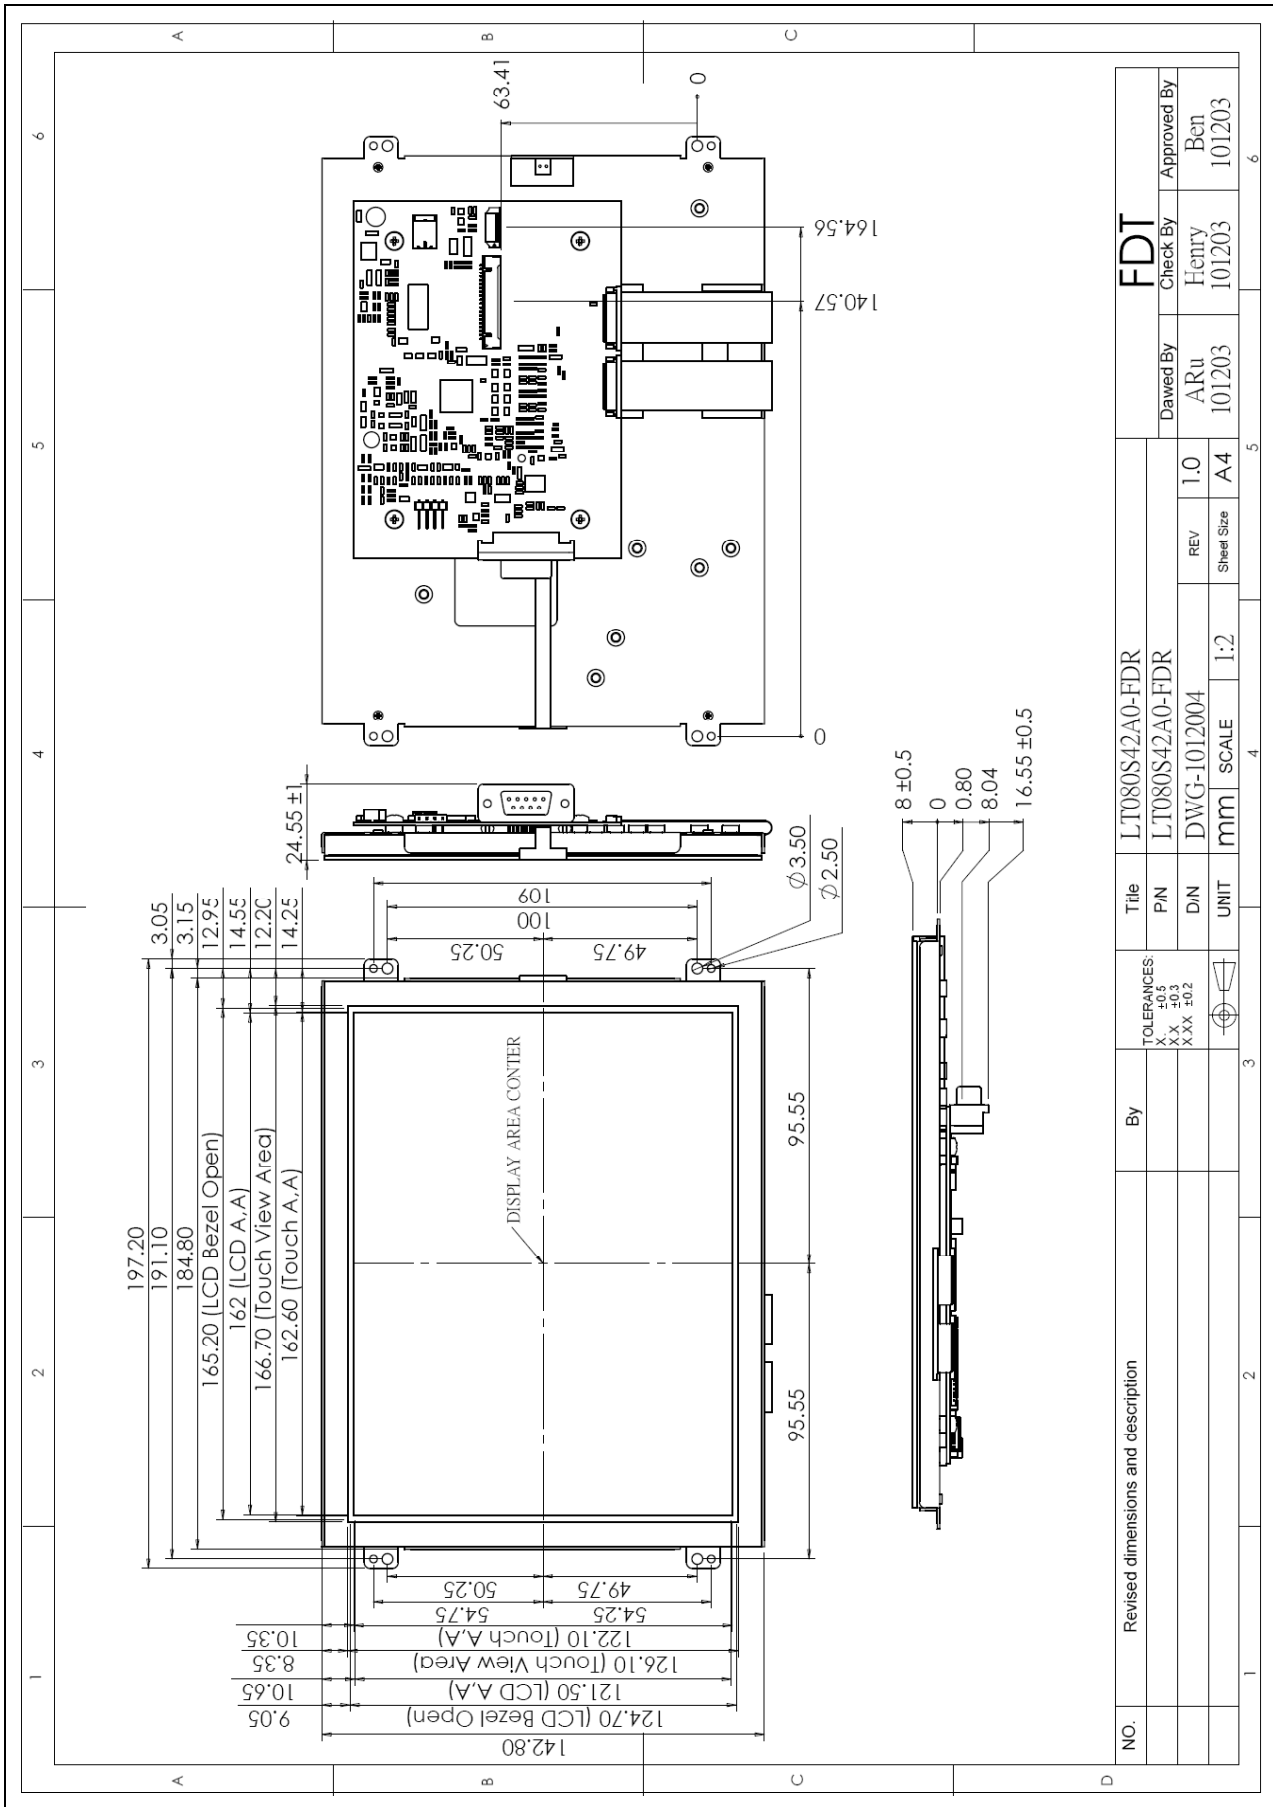 A
B
C
6
5
4
3
2
1
63.41
0
164.56
140.57
0
24.55 ±1
109
100
50.25
49.75
Ø3.50
Ø2.50
3.05
3.15
12.95
14.55
12.20
14.25
197.20
191.10
184.80
165.20 (LCD Bezel Open)
162 (LCD A,A)
166.70 (Touch View Area)
162.60 (Touch A,A)
DISPLAY AREA CONTER
95.55
95.55
50.25
49.75
54.75
54.25
10.35
122.10 (Touch A,A)
8.35
126.10 (Touch View Area)
10.65
121.50 (LCD A,A)
9.05
124.70 (LCD Bezel Open)
142.80
8 ±0.5
0
0.80
8.04
16.55 ±0.5
A
B
C
D
6
5
4
3
2
1
NO.
Revised dimensions and description
By
TOLERANCES:
X. ±0.5
X.X ±0.3
X.XX ±0.2
Title
LT080S42A0-FDR
P/N
LT080S42A0-FDR
D/N
DWG-1012004
REV
1.0
UNIT
mm
SCALE
1:2
Sheet Size
A4
FDT
Dawed By
Check By
Approved By
ARu
Henry
Ben
101203
101203
101203